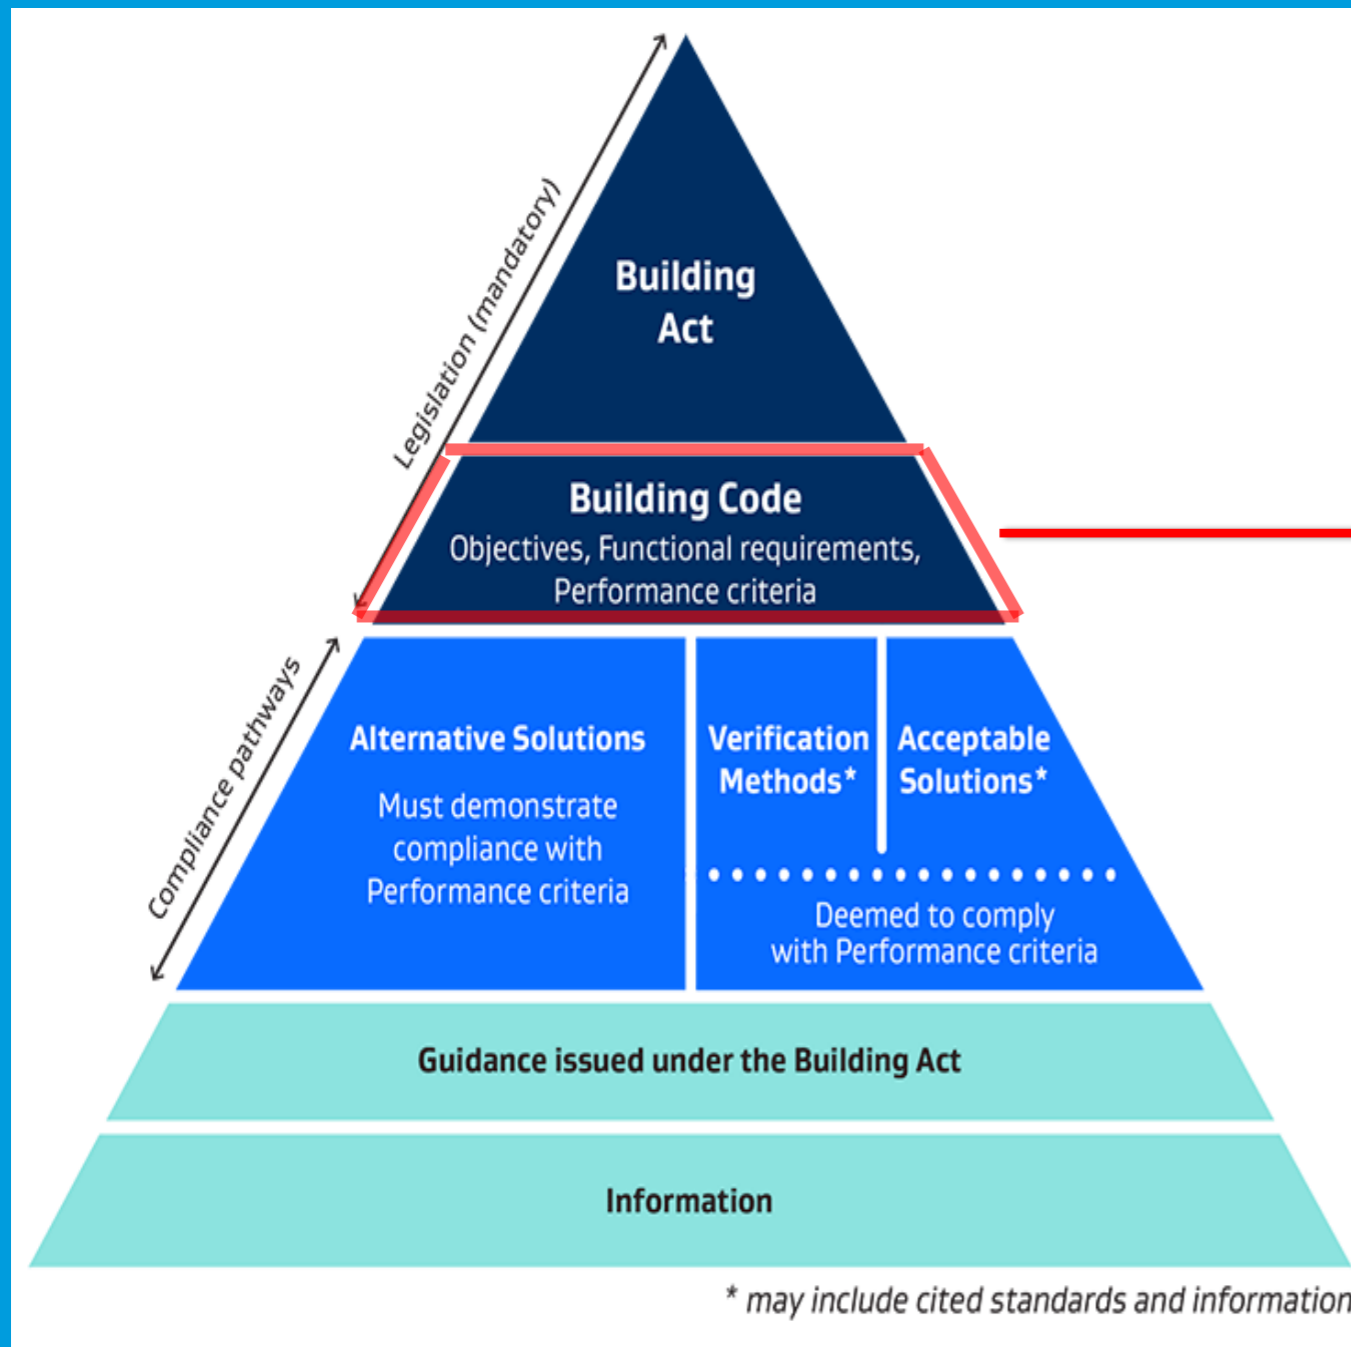 Legislation (mandatory)
Building
Act
Building Code
Objectives, Functional requirements,
Performance criteria
Compliance pathways
Alternative Solutions
Must demonstrate
compliance with
Performance criteria
Verification
Methods*
Acceptable
Solutions*
Deemed to comply
with Performance criteria
Guidance issued under the Building Act
Information
* may include cited standards and information